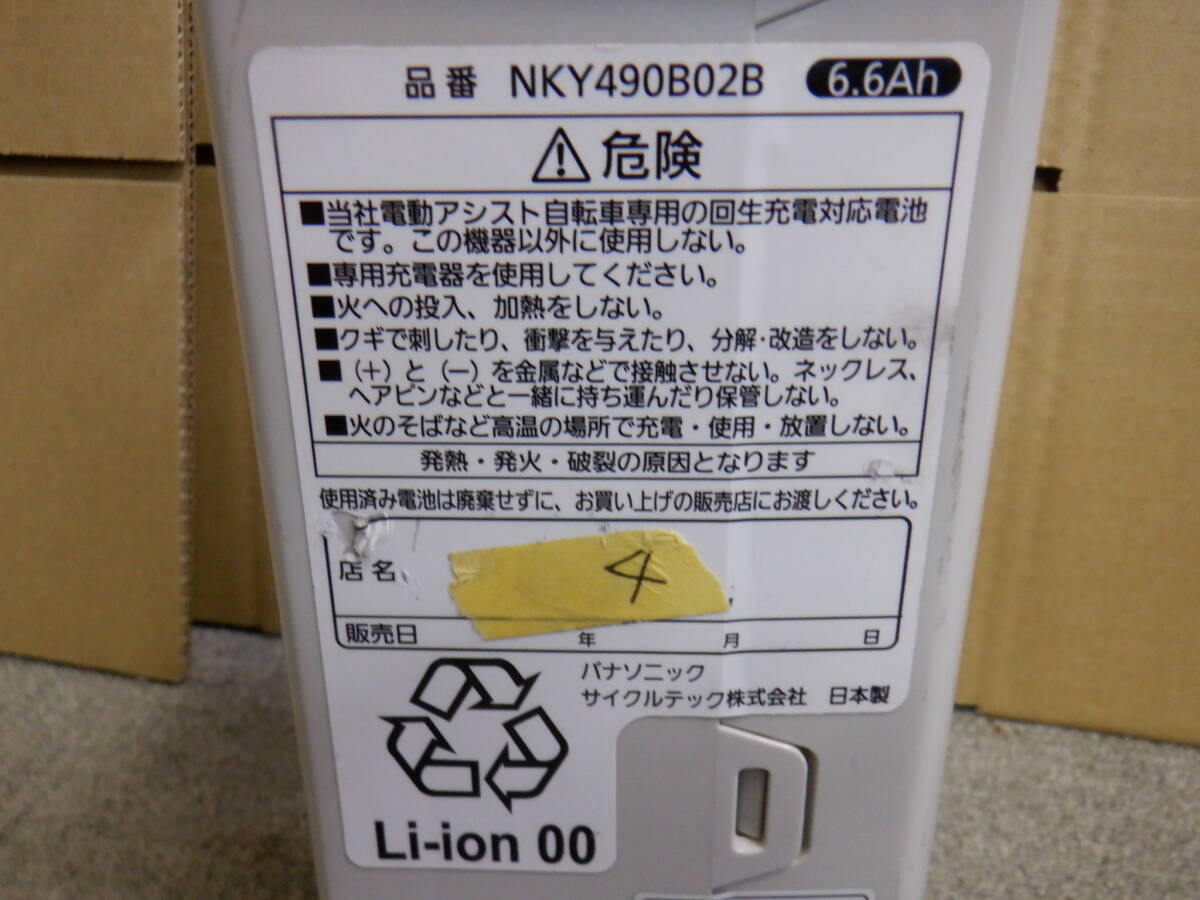 品番 NKY490B02B 6.6Ah
危険
■当社電動アシスト自転車専用の回生充電対応電池
です。この機器以外に使用しない。
■専用充電器を使用してください。
■火への投入、加熱をしない。
■クギで刺したり、衝撃を与えたり、分解・改造をしない。
■(+)と(−)を金属などで接触させない。ネックレス、
ヘアピンなどと一緒に持ち運んだり保管しない。
■火のそばなど高温の場所で充電・使用・放置しない。
発熱・発火・破裂の原因となります
使用済み電池は廃棄せずに、お買い上げの販売店にお渡しください。
店名
4
販売日 年 月 日
パナソニック
サイクルテック株式会社 日本製
Li-ion 00